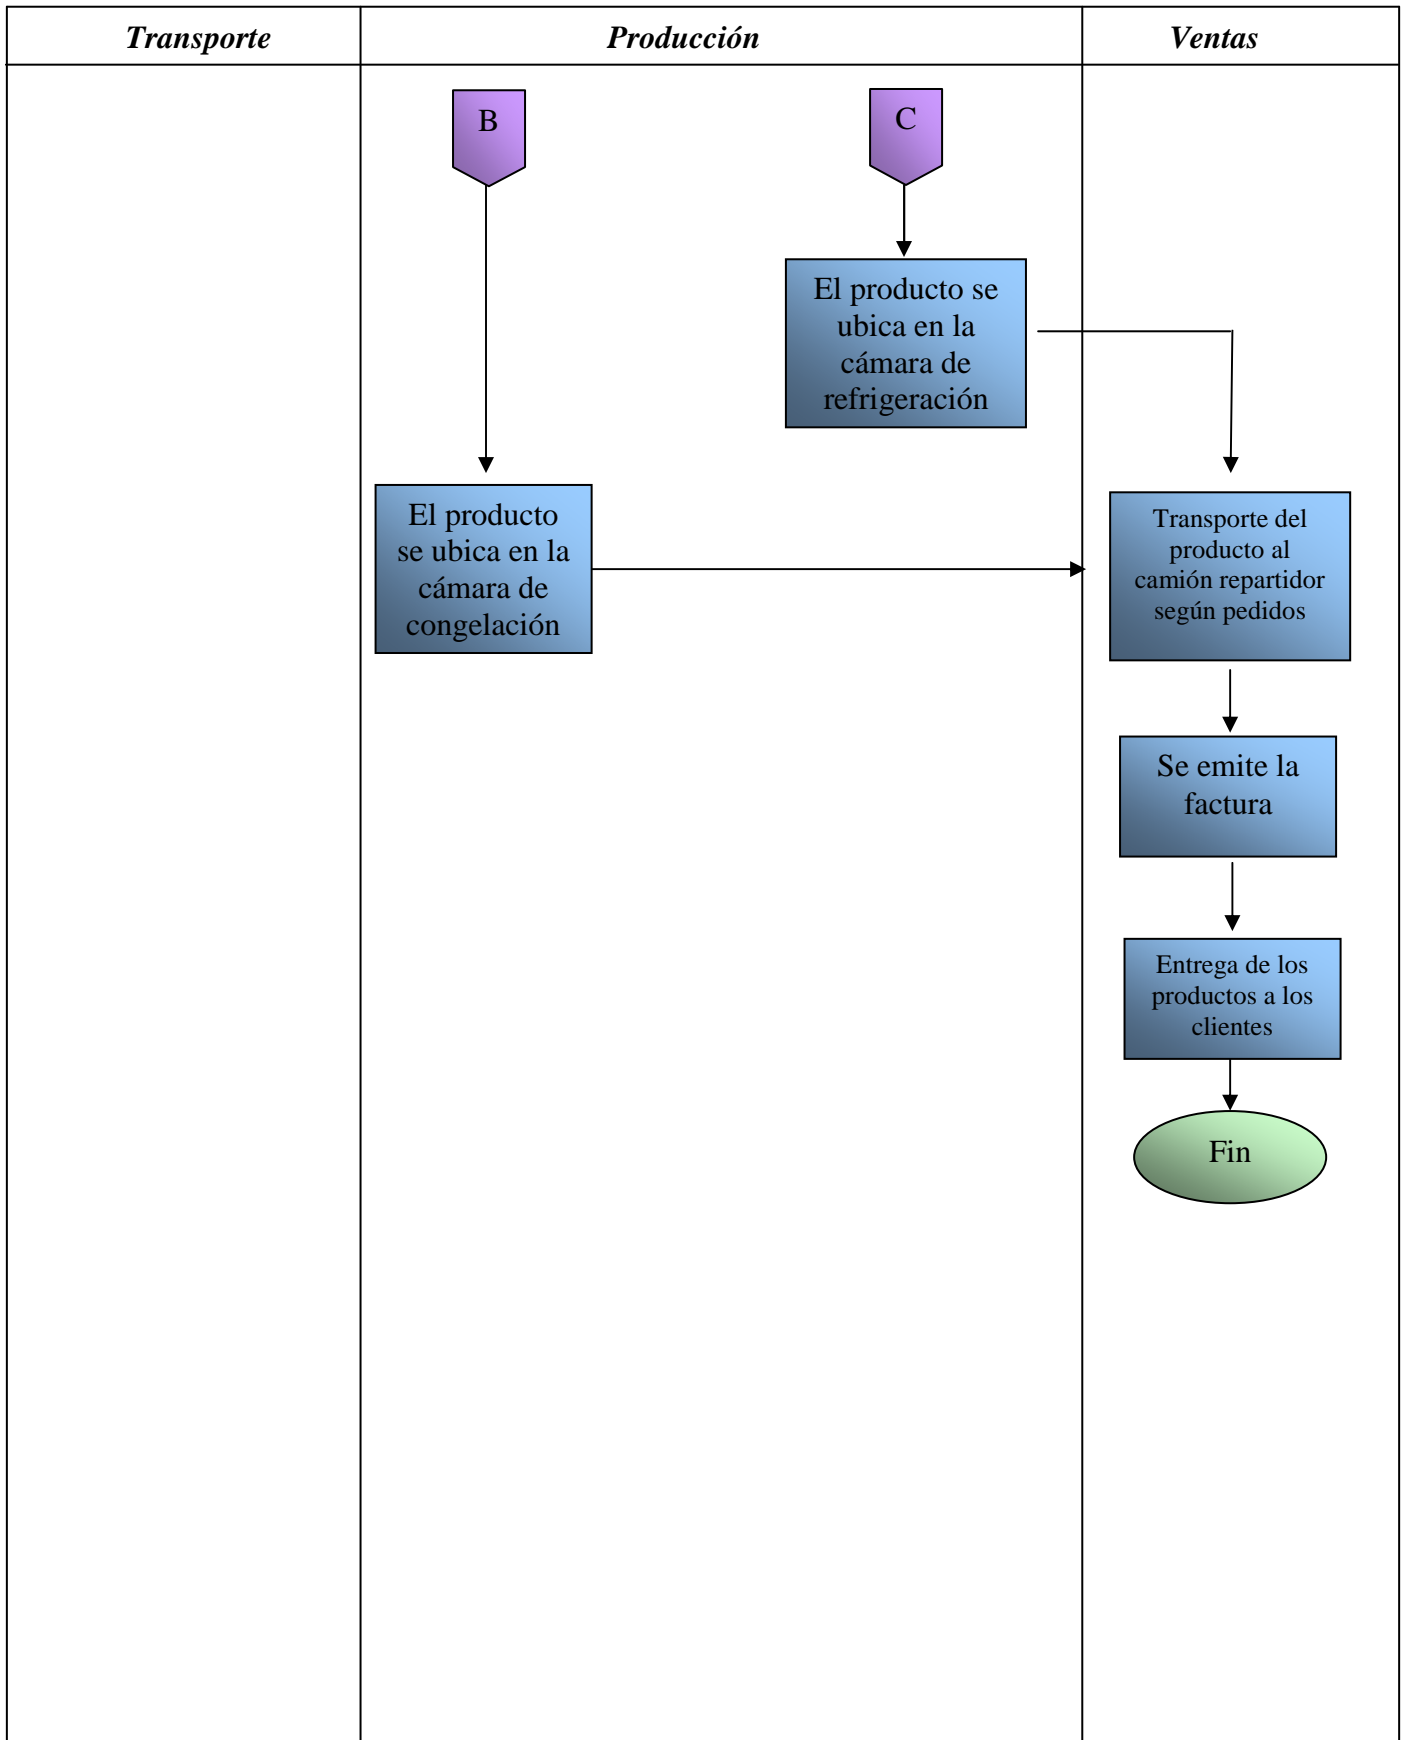 Transporte
Producción
Ventas
B
C
El producto se
ubica en la
cámara de
refrigeración
El producto
se ubica en la
cámara de
congelación
Transporte del
producto al
camión repartidor
según pedidos
Se emite la
factura
Entrega de los
productos a los
clientes
Fin